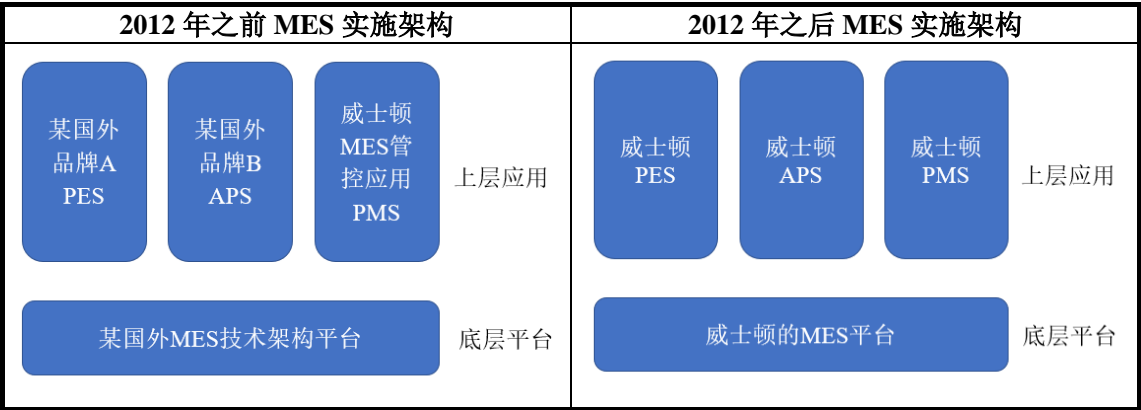 2012 年之前 MES 实施架构
某国外
品牌A
PES
某国外
品牌B
APS
威士顿
MES管
控应用
PMS
上层应用
某国外MES技术架构平台
底层平台
2012 年之后 MES 实施架构
威士顿
PES
威士顿
APS
威士顿
PMS
上层应用
威士顿的MES平台
底层平台